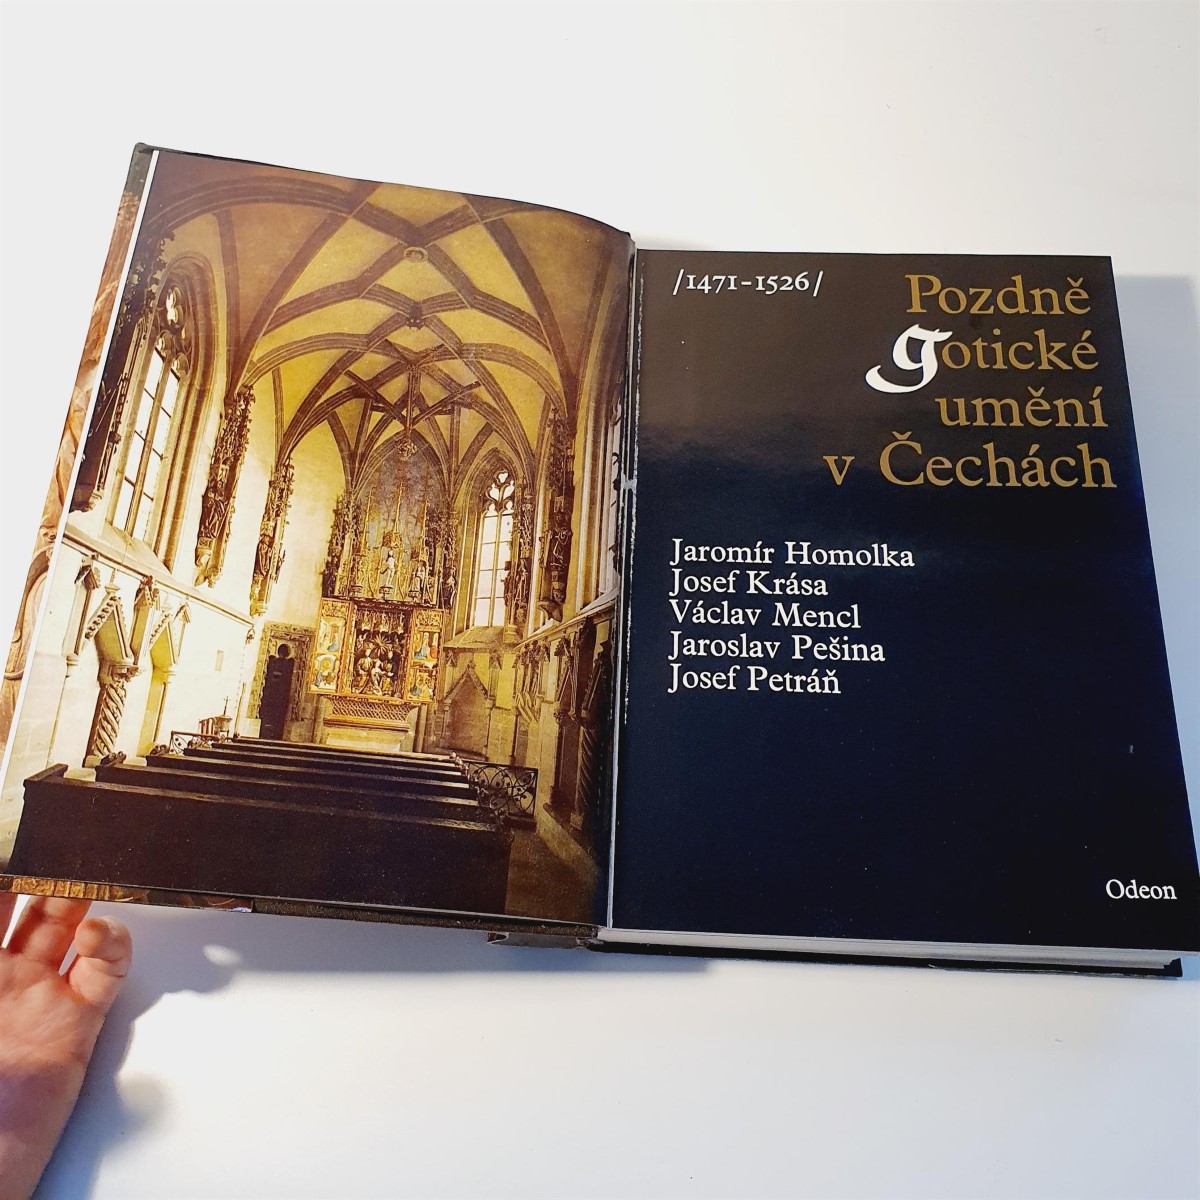 /1471-1526/
Pozdně
gotické
umění
v Čechách
Jaromír Homolka
Josef Krása
Václav Mencl
Jaroslav Pešina
Josef Petráň
Odeon